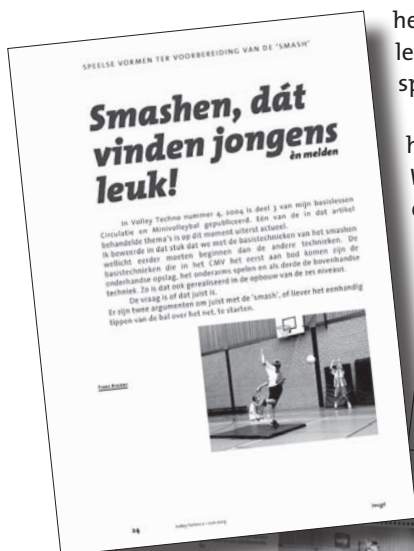 SPEELSE VORMEN TER VOORBEREIDING VAN DE 'SMASH'
Smashen, dát
vinden jongens
èn meiden
leuk!
In Volley Techno nummer 4, 2004 is deel 3 van mijn basislessen
Circulatie en Minivolleybal gepubliceerd. Eén van de in dat artikel
behandelde thema's is op dit moment uiterst actueel.
Ik beweerde in dat stuk dat we met de basistechnieken van het smashen
wellicht eerder moeten beginnen dan de andere technieken. De
basistechnieken die in het CMV het eerst aan bod komen zijn de
onderhandse opslag, het onderarms spelen en als derde de bovenhandse
techniek. Zo is dat ook gerealiseerd in de opbouw van de zes niveaus.
De vraag is of dat juist is.
Er zijn twee argumenten om juist met de 'smash', of liever het eenhandig
tippen van de bal over het net, te starten.
24
he
le
sp
h